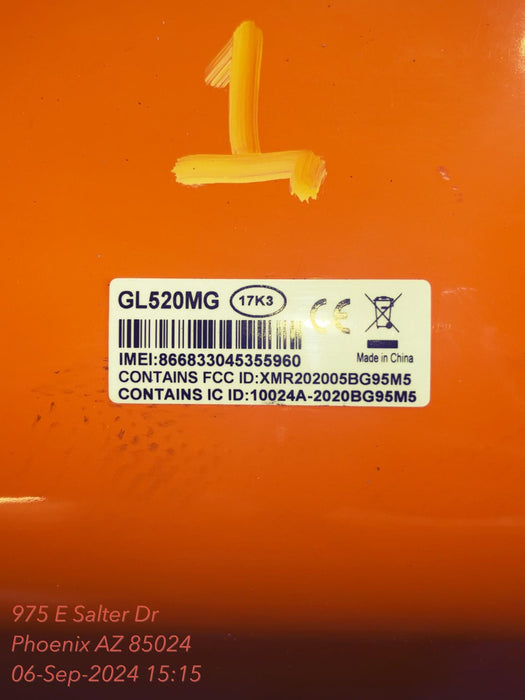 1
GL520MG 17K3
CE
IMEI:866833045355960
Made in China
CONTAINS FCC ID:XMR202005BG95M5
CONTAINS IC ID:10024A-2020BG95M5
975 E Salter Dr
Phoenix AZ 85024
06-Sep-2024 15:15